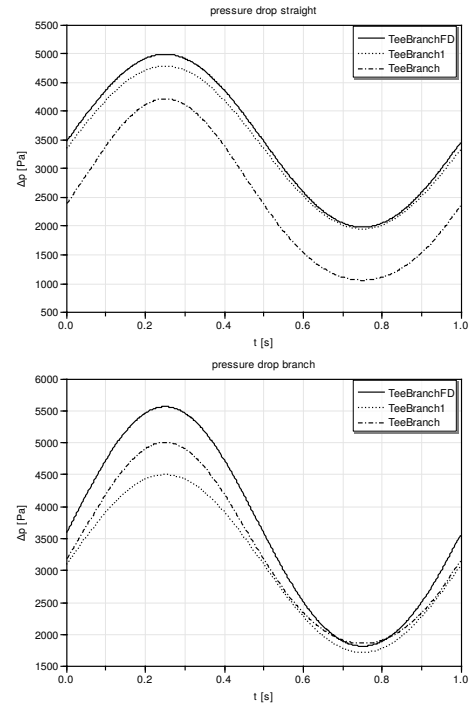 pressure drop straight
5500
5000
4500
4000
3500
3000
2500
2000
1500
1000
500
Δp [Pa]
TeeBranchFD
TeeBranch1
TeeBranch
0.0 0.2 0.4 0.6 0.8 1.0
t [s]
pressure drop branch
6000
5500
5000
4500
4000
3500
3000
2500
2000
1500
Δp [Pa]
TeeBranchFD
TeeBranch1
TeeBranch
0.0 0.2 0.4 0.6 0.8 1.0
t [s]